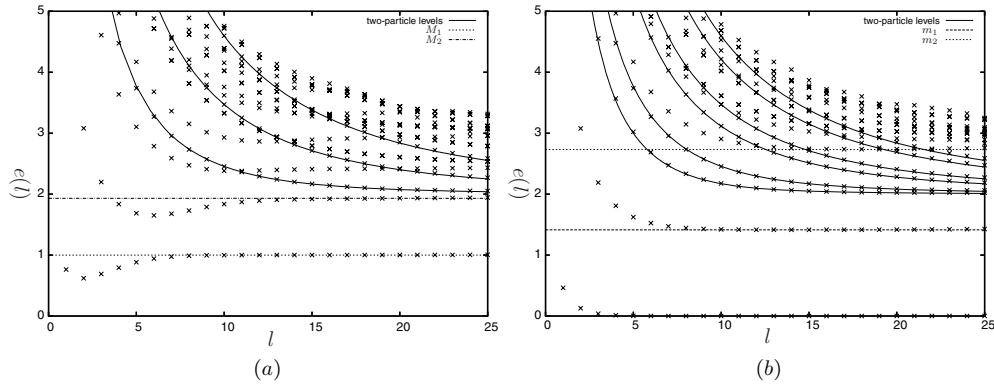 two-particle levels
M₁
M₂
e(l)
5
4
3
2
1
0
0 5 10 15 20 25
l
(a)
two-particle levels
m₁
m₂
e(l)
5
4
3
2
1
0
0 5 10 15 20 25
l
(b)